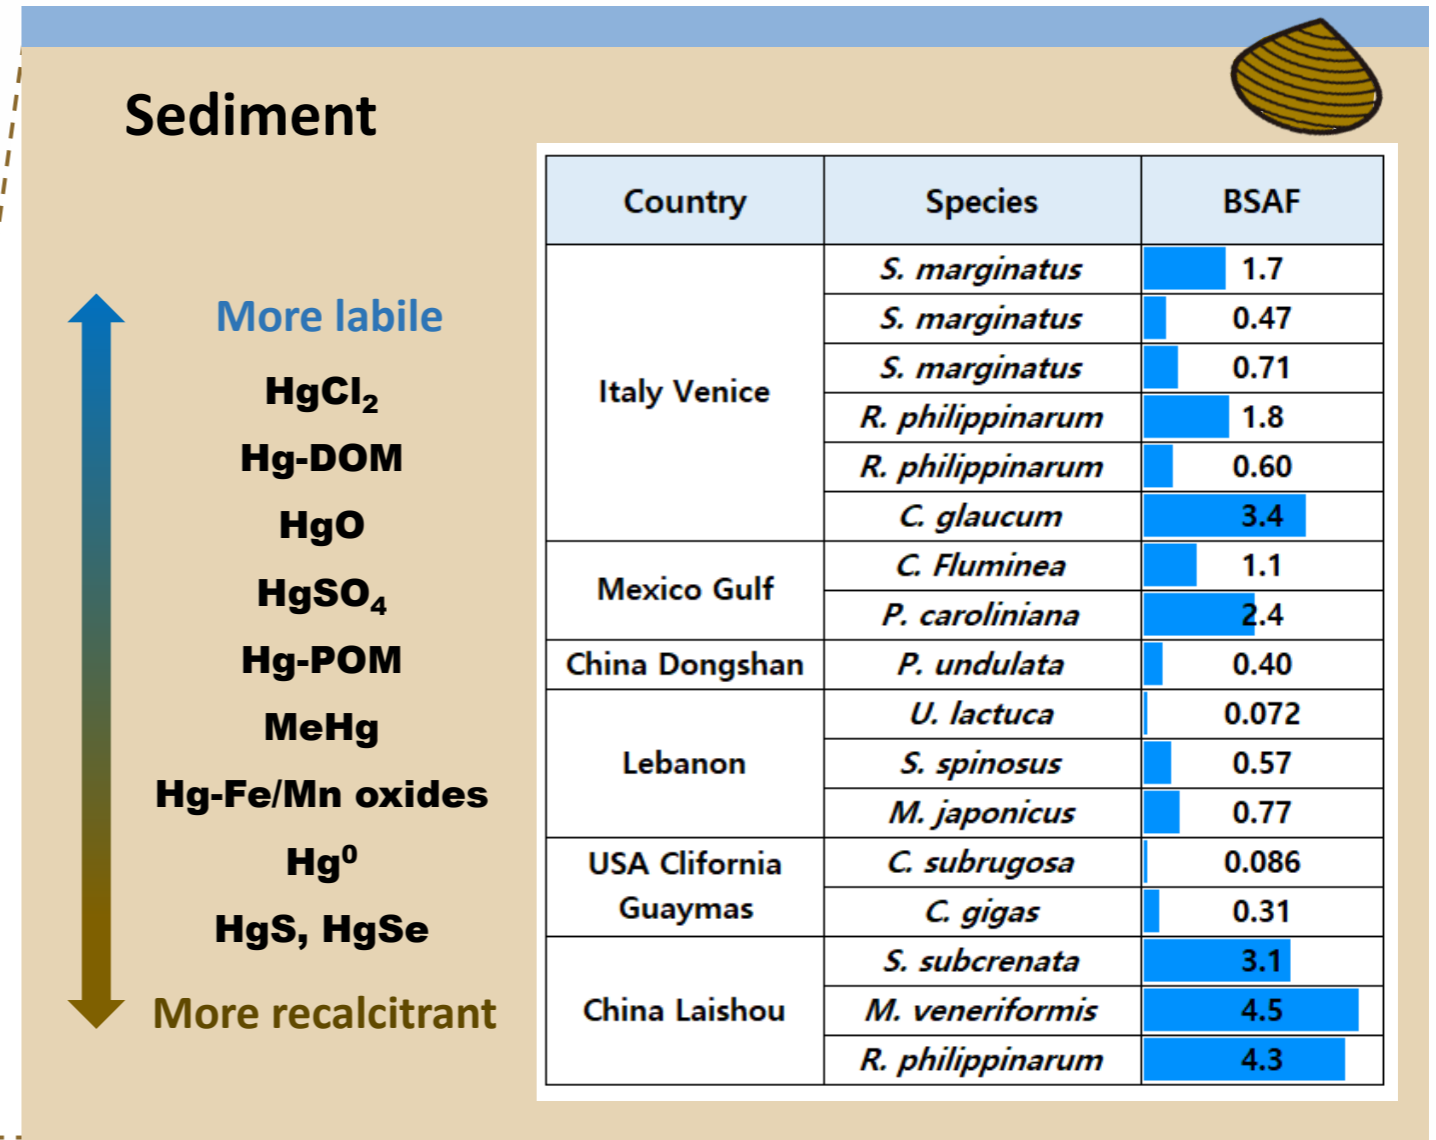 Sediment
More labile
HgCl₂
Hg-DOM
HgO
HgSO₄
Hg-POM
MeHg
Hg-Fe/Mn oxides
Hg⁰
HgS, HgSe
More recalcitrant
Country Species BSAF
Italy Venice
S. marginatus 1.7
S. marginatus 0.47
S. marginatus 0.71
R. philippinarum 1.8
R. philippinarum 0.60
C. glaucum 3.4
Mexico Gulf
C. Fluminea 1.1
P. caroliniana 2.4
China Dongshan P. undulata 0.40
Lebanon
U. lactuca 0.072
S. spinosus 0.57
M. japonicus 0.77
USA Clifornia
Guaymas
C. subrugosa 0.086
C. gigas 0.31
China Laishou
S. subcrenata 3.1
M. veneriformis 4.5
R. philippinarum 4.3